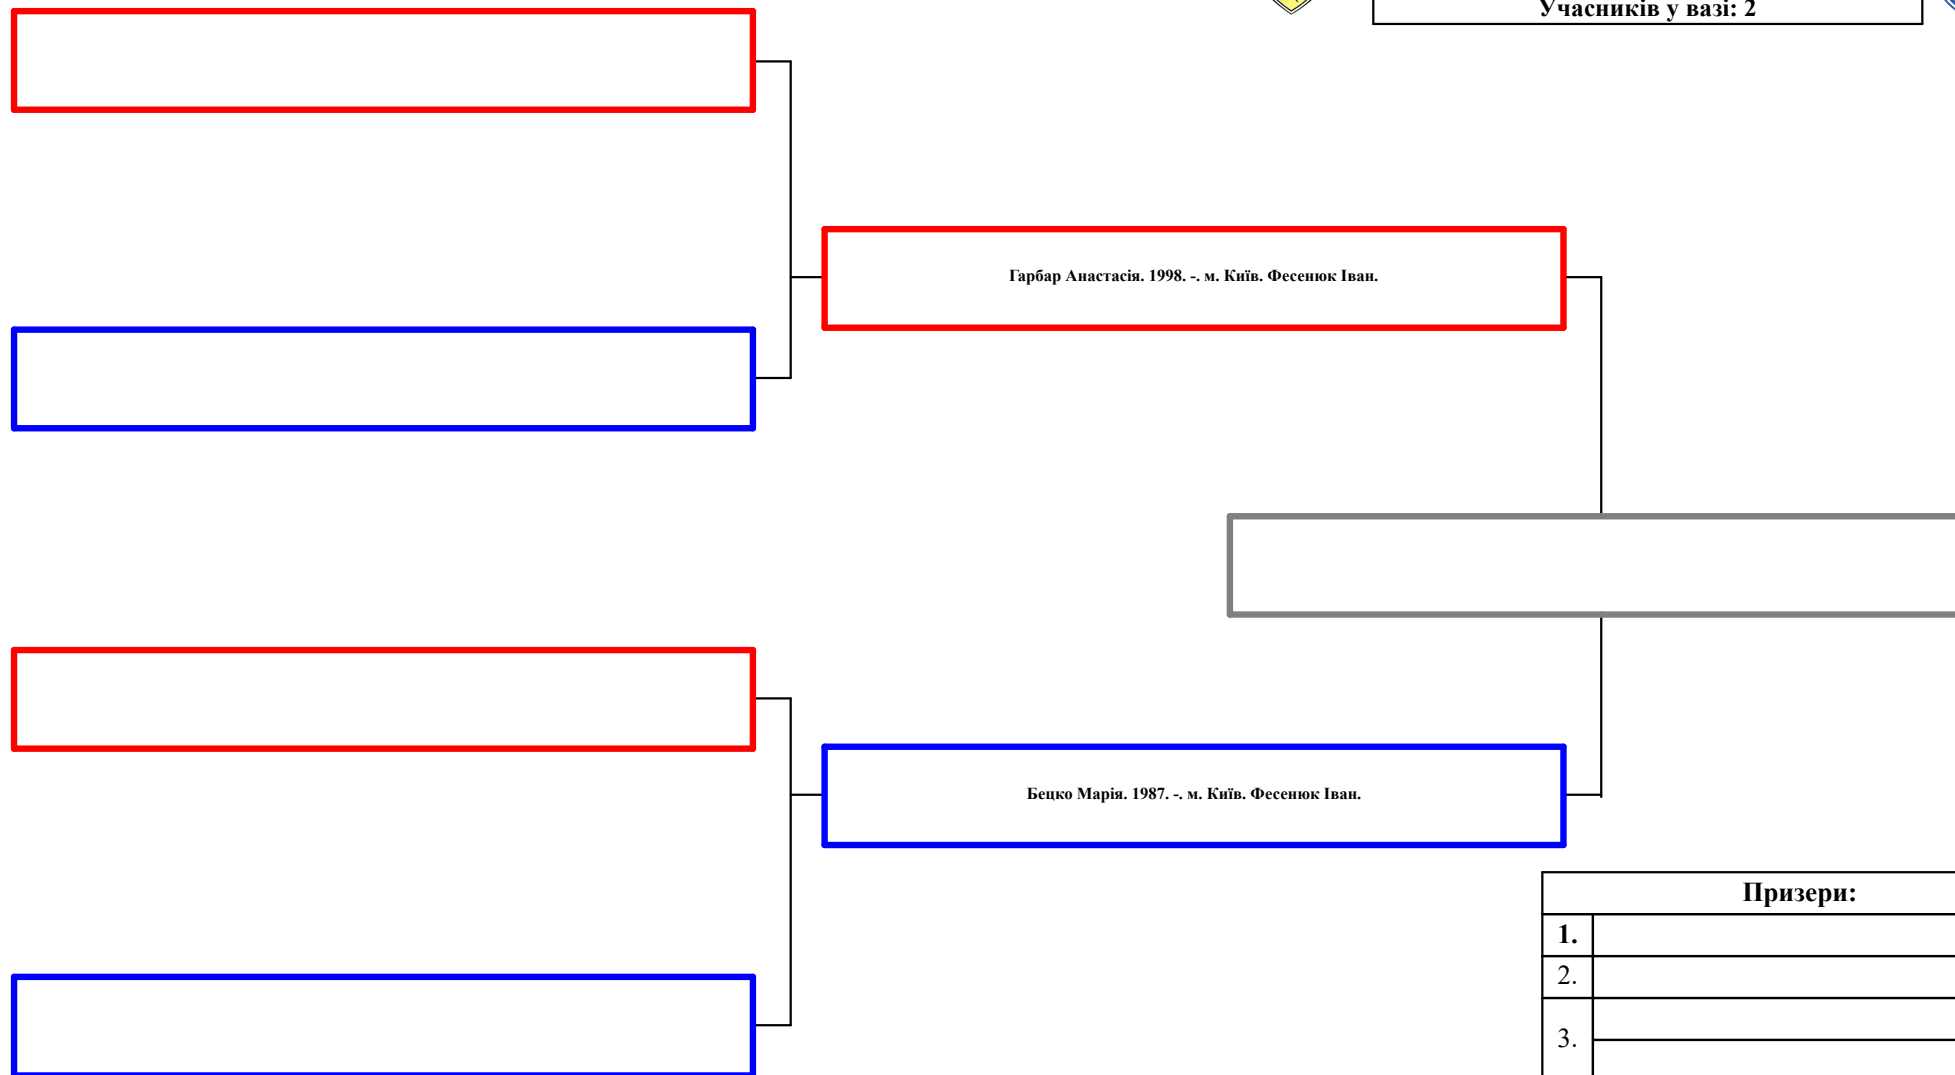 Учасників у вазі: 2
Гарбар Анастасія. 1998. -. м. Київ. Фесенюк Іван.
Бецко Марія. 1987. -. м. Київ. Фесенюк Іван.
Призери:
1.
2.
3.